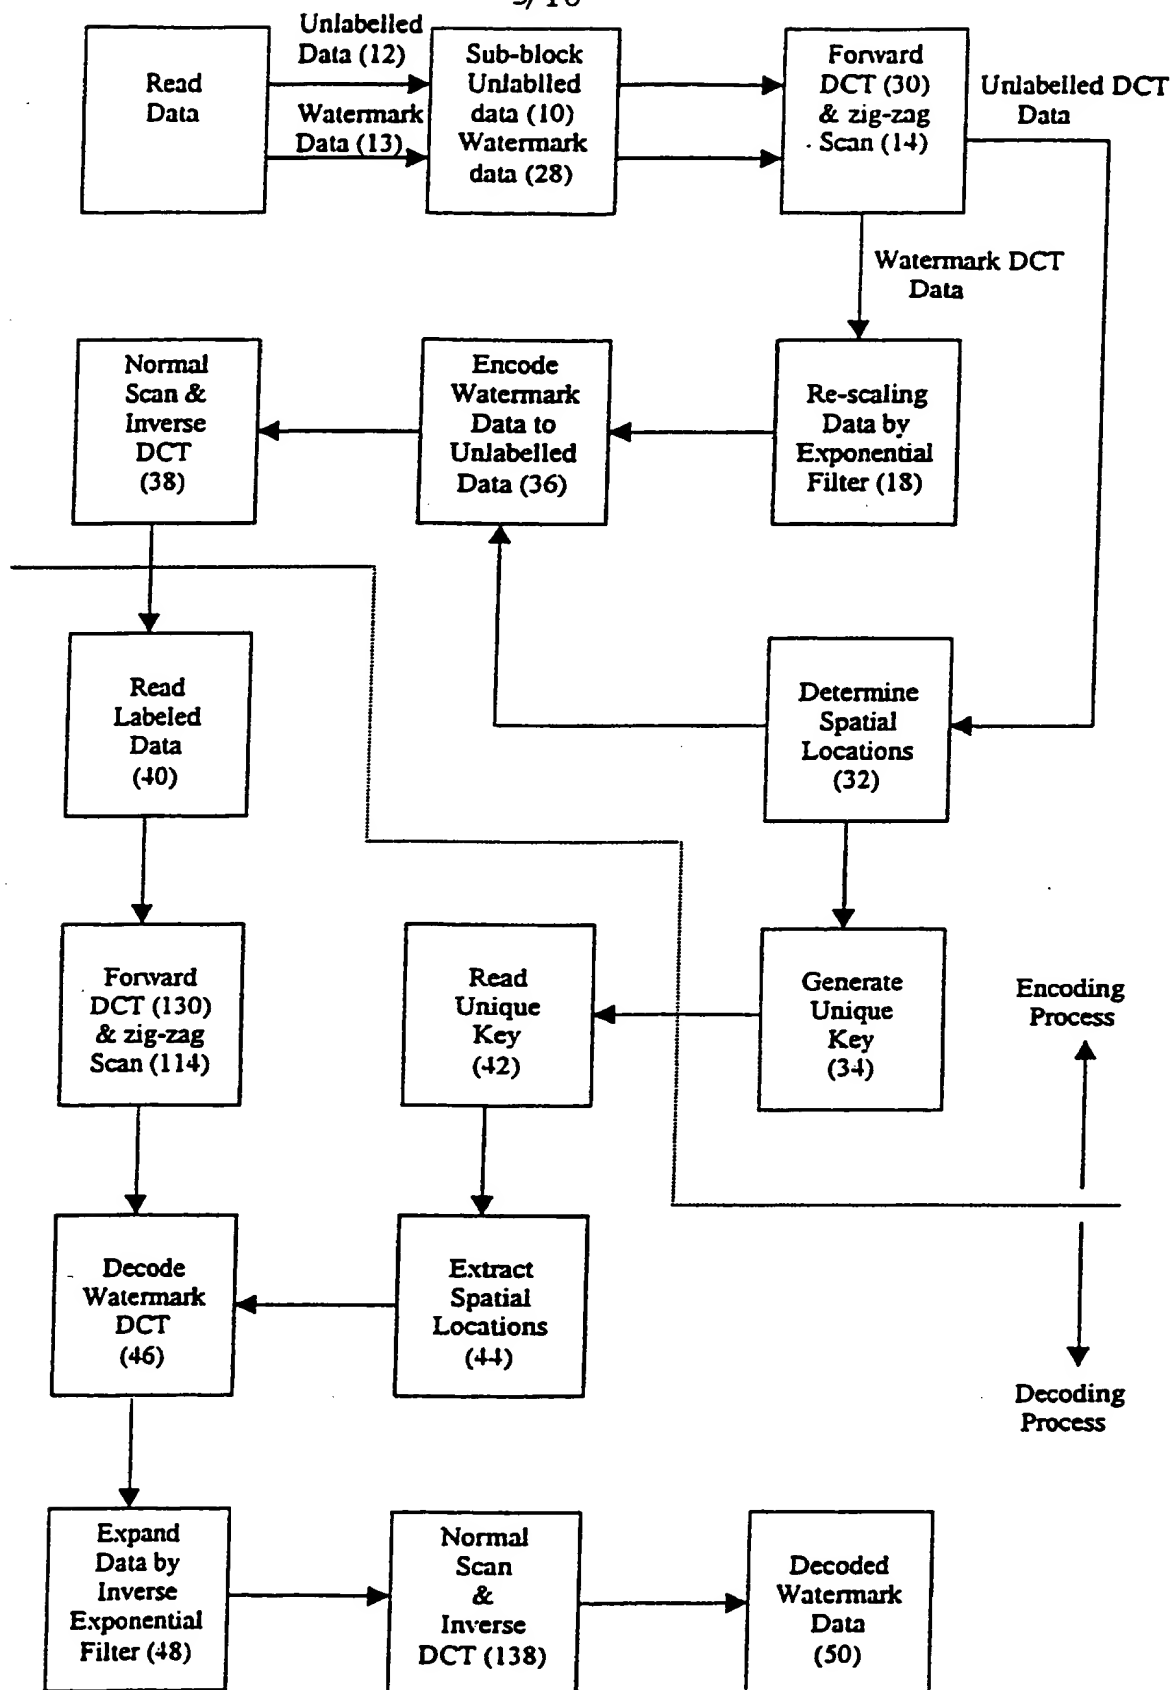 Unlabelled
Data (12)
Watermark
Data (13)
Read
Data
Sub-block
Unlablled
data (10)
Watermark
data (28)
Forward
DCT (30)
& zig-zag
Scan (14)
Unlabelled DCT
Data
Watermark DCT
Data
Normal
Scan &
Inverse
DCT
(38)
Encode
Watermark
Data to
Unlabelled
Data (36)
Re-scaling
Data by
Exponential
Filter (18)
Read
Labeled
Data
(40)
Determine
Spatial
Locations
(32)
Forward
DCT (130)
& zig-zag
Scan (114)
Read
Unique
Key
(42)
Generate
Unique
Key
(34)
Encoding
Process
Decode
Watermark
DCT
(46)
Extract
Spatial
Locations
(44)
Decoding
Process
Expand
Data by
Inverse
Exponential
Filter (48)
Normal
Scan
&
Inverse
DCT (138)
Decoded
Watermark
Data
(50)